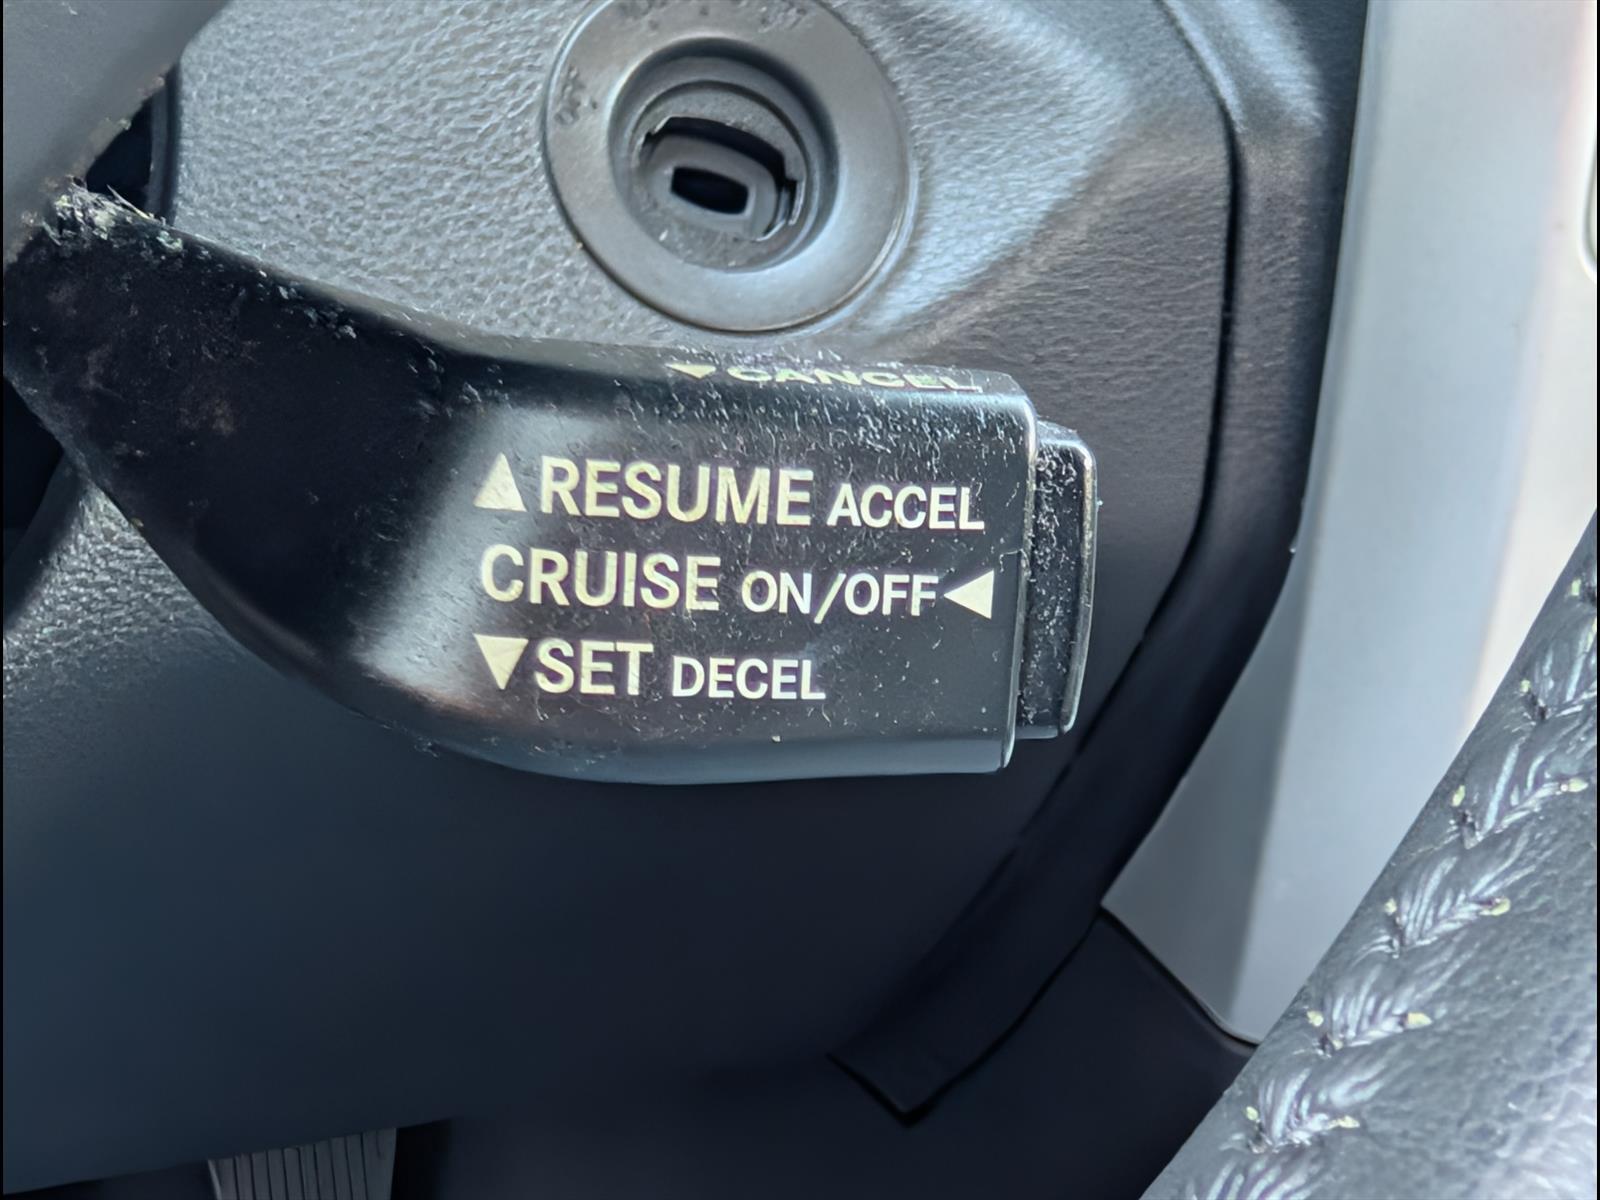 ▼CANCEL
▲RESUME ACCEL
CRUISE ON/OFF◀
▼SET DECEL